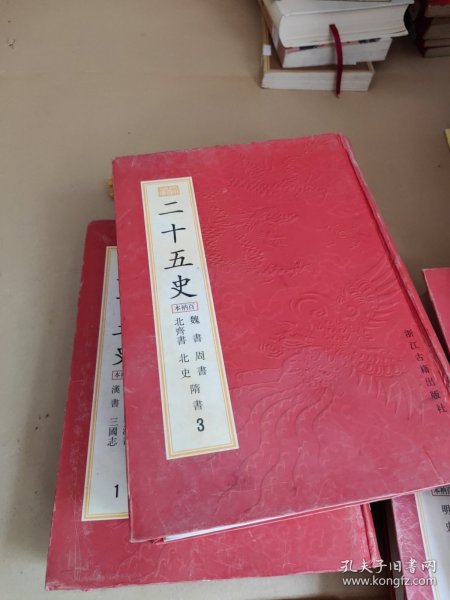 二十五史
百衲本
魏書 周書 隋書
北齊書 北史
3
浙江古籍出版社
漢書 三國志
1
明史
孔夫子旧书网
www.kongfz.com